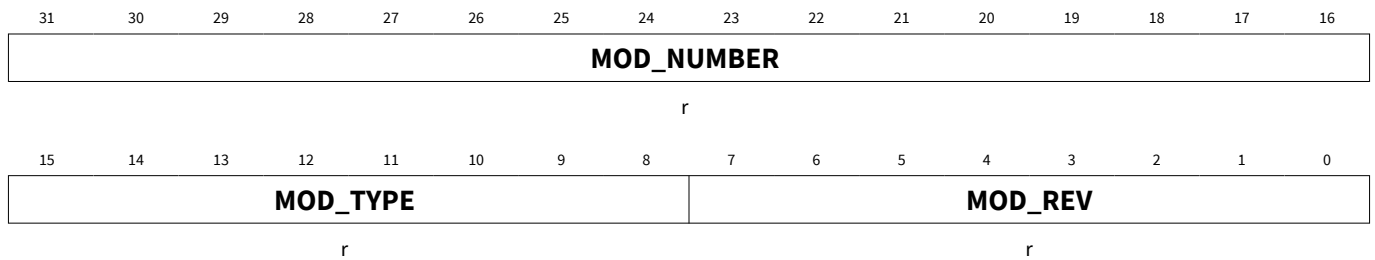 31 30 29 28 27 26 25 24 23 22 21 20 19 18 17 16
MOD_NUMBER
r
15 14 13 12 11 10 9 8 7 6 5 4 3 2 1 0
MOD_TYPE MOD_REV
r r